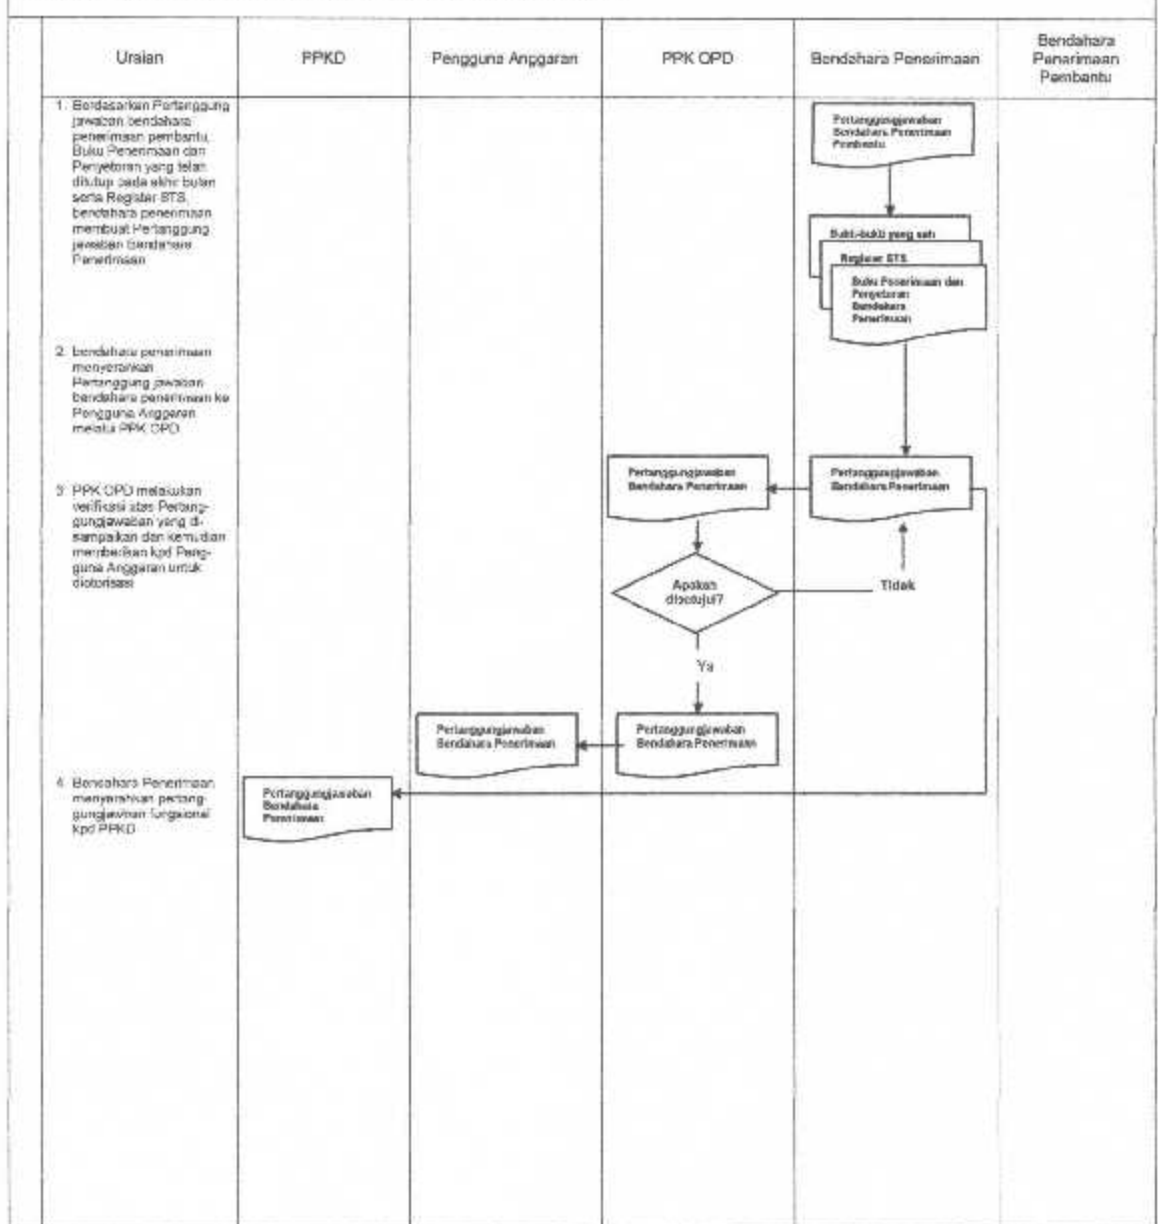 Uraian
PPKD
Pengguna Anggaran
PPK OPD
Bendahara Penerimaan
Bendahara
Penerimaan
Pembantu
1. Berdasarkan Pertanggung
jawaban bendahara
penerimaan pembantu,
Buku Penerimaan dan
Penyetoran yang telah
ditutup pada akhir bulan
serta Register STS,
bendahara penerimaan
membuat Pertanggung
jawaban Bendahara
Penerimaan
2. bendahara penerimaan
menyerahkan
Pertanggung jawaban
bendahara penerimaan ke
Pengguna Anggaran
melalui PPK OPD
3. PPK OPD melakukan
verifikasi atas Pertang-
gungjawaban yang di-
sampaikan dan kemudian
memberikan kpd Peng-
guna Anggaran untuk
diotorisasi
4. Bendahara Penerimaan
menyerahkan pertang-
gungjawban fungsional
kpd PPKD
Pertanggungjawaban
Bendahara Penerimaan
Pembantu
Bukti-bukti yang sah
Register STS
Buku Penerimaan dan
Penyetoran
Bendahara
Penerimaan
Pertanggungjawaban
Bendahara Penerimaan
Pertanggungjawaban
Bendahara Penerimaan
Apakah
disetujui?
Tidak
Ya
Pertanggungjawaban
Bendahara Penerimaan
Pertanggungjawaban
Bendahara Penerimaan
Pertanggungjawaban
Bendahara
Penerimaan